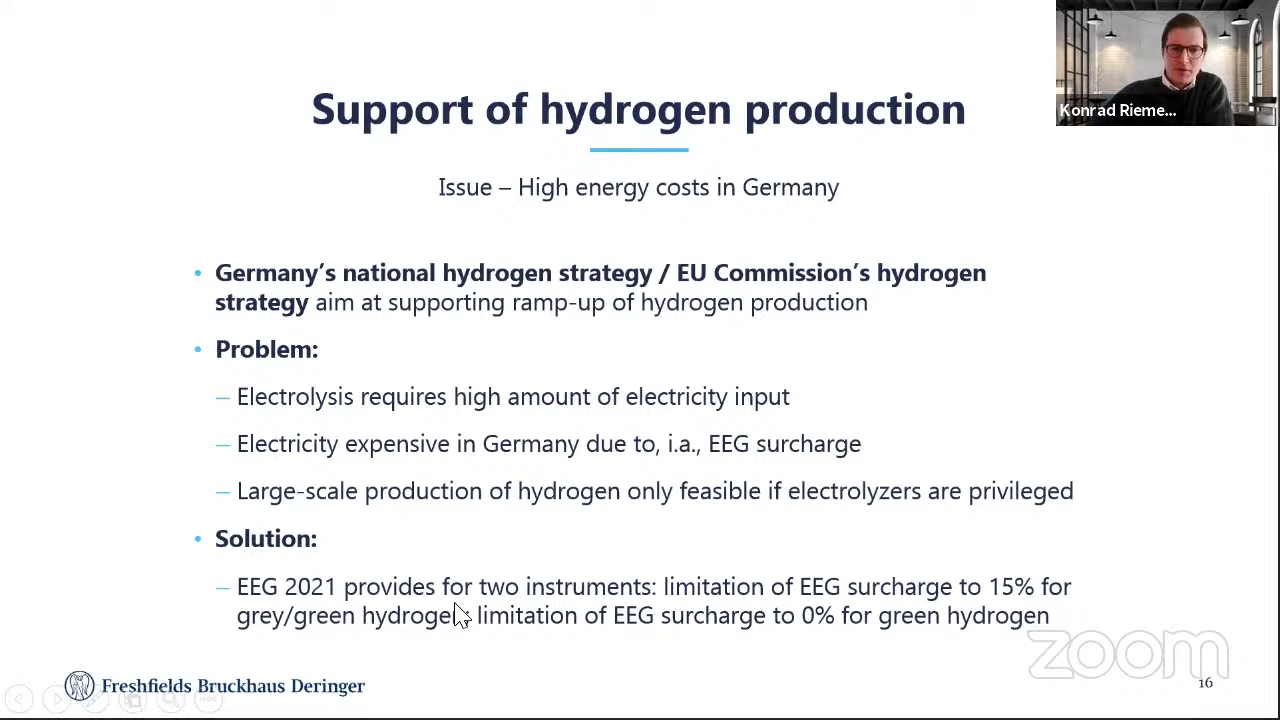 Support of hydrogen production
Konrad Rieme...
Issue – High energy costs in Germany
• Germany's national hydrogen strategy / EU Commission's hydrogen
strategy aim at supporting ramp-up of hydrogen production
• Problem:
– Electrolysis requires high amount of electricity input
– Electricity expensive in Germany due to, i.a., EEG surcharge
– Large-scale production of hydrogen only feasible if electrolyzers are privileged
• Solution:
– EEG 2021 provides for two instruments: limitation of EEG surcharge to 15% for
grey/green hydrogen; limitation of EEG surcharge to 0% for green hydrogen
zoom
Freshfields Bruckhaus Deringer
16